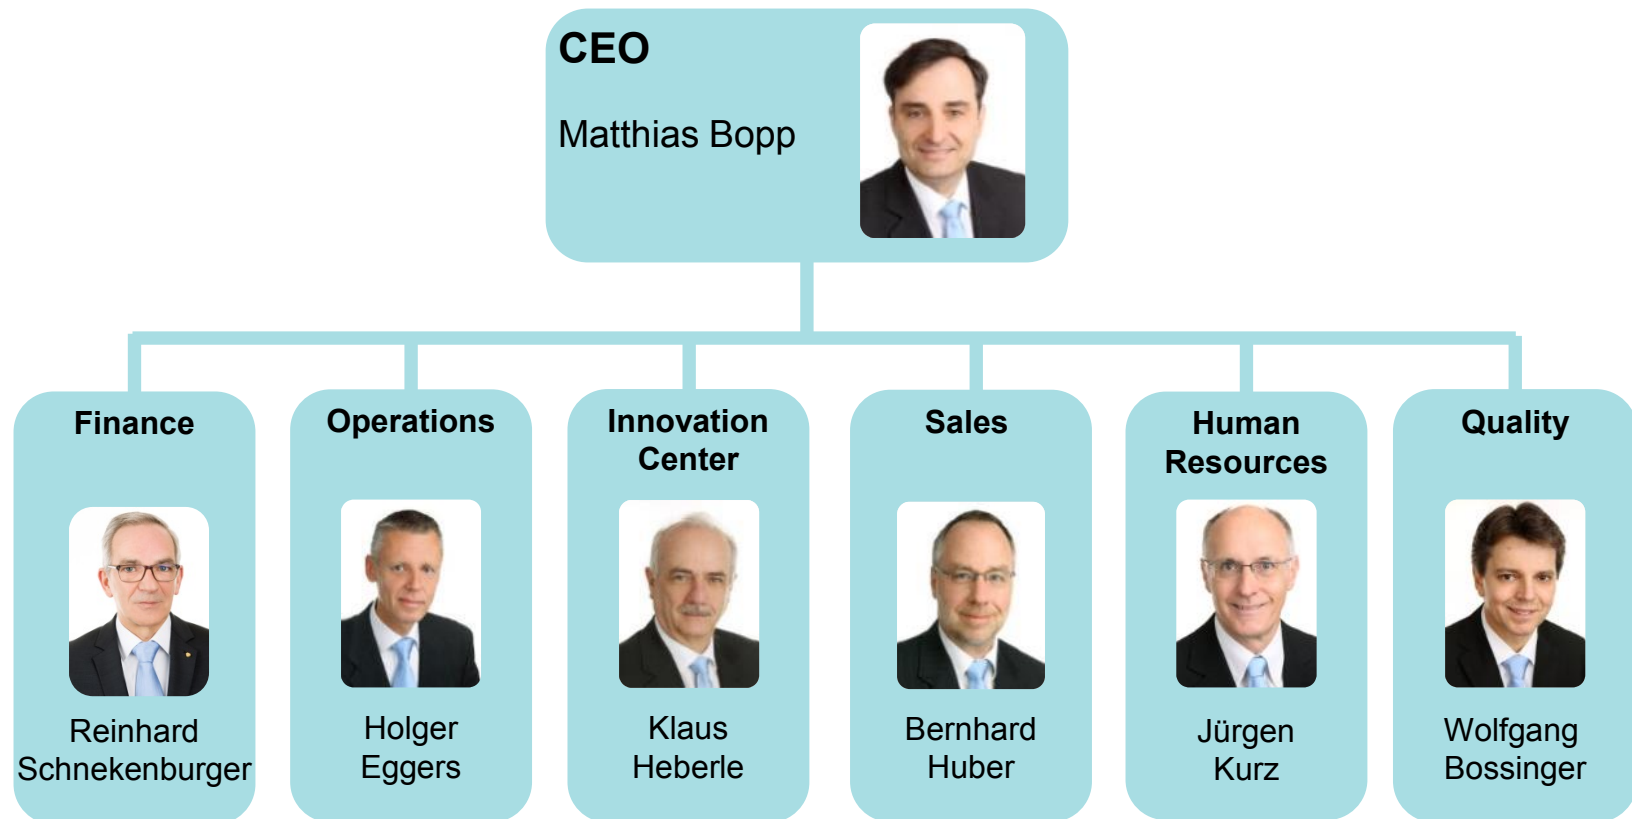 CEO
Matthias Bopp
Finance
Reinhard
Schnekenburger
Operations
Holger
Eggers
Innovation
Center
Klaus
Heberle
Sales
Bernhard
Huber
Human
Resources
Jürgen
Kurz
Quality
Wolfgang
Bossinger